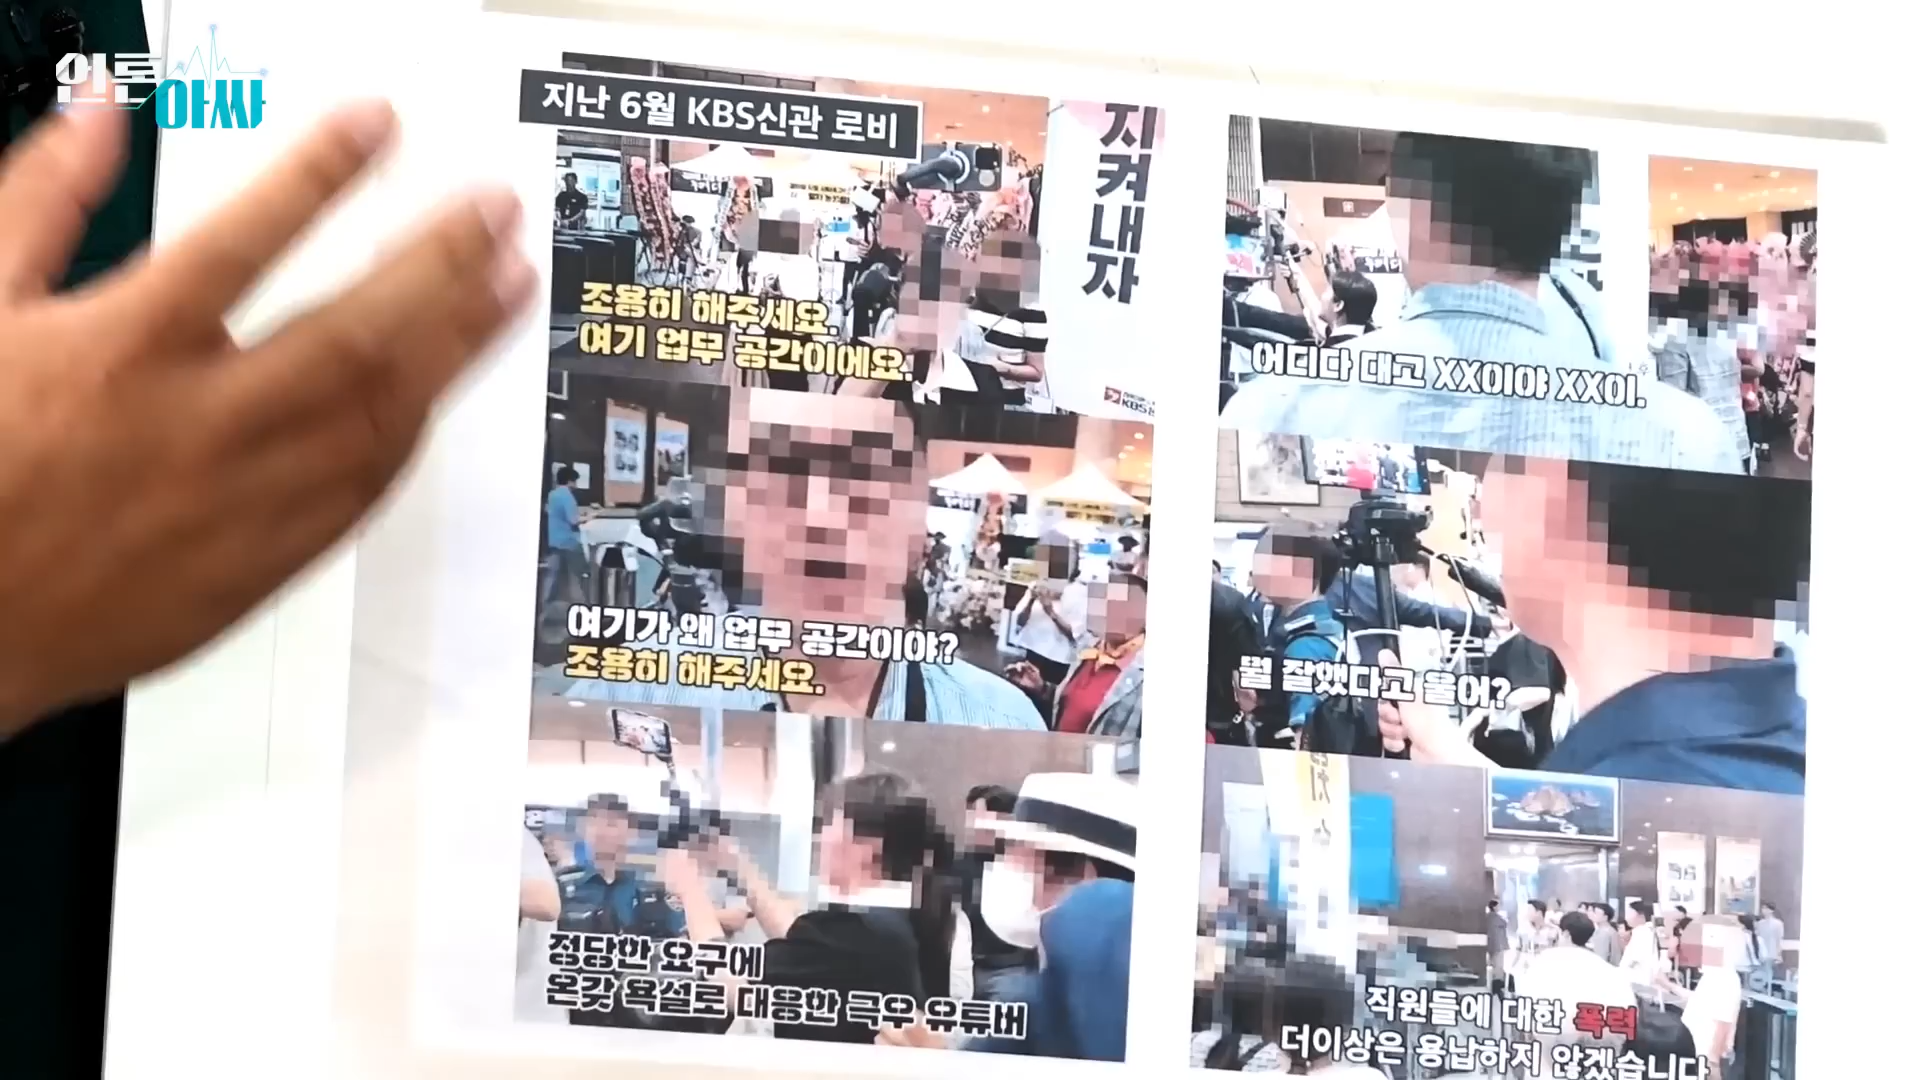 언론아싸
지난 6월 KBS신관 로비
지켜내자
조용히 해주세요.
여기 업무 공간이에요.
KBS
여기가 왜 업무 공간이야?
조용히 해주세요.
정당한 요구에
온갖 욕설로 대응한 극우 유튜버
어디다 대고 XX이야 XX이.
뭘 잘했다고 울어?
직원들에 대한 폭력
더이상은 용납하지 않겠습니다